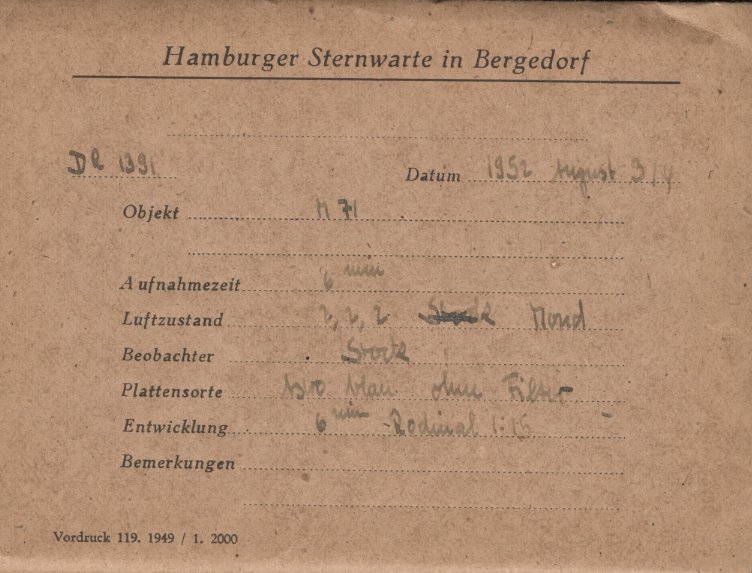 Hamburger Sternwarte in Bergedorf
DR 1391 Datum 1952 August 3/4
Objekt M 71
Aufnahmezeit 6 min
Luftzustand 2, 2, 2 Mond
Beobachter Stock
Plattensorte blau ohne Filter
Entwicklung 6 min Rodinal 1:15
Bemerkungen
Vordruck 119. 1949 / 1. 2000